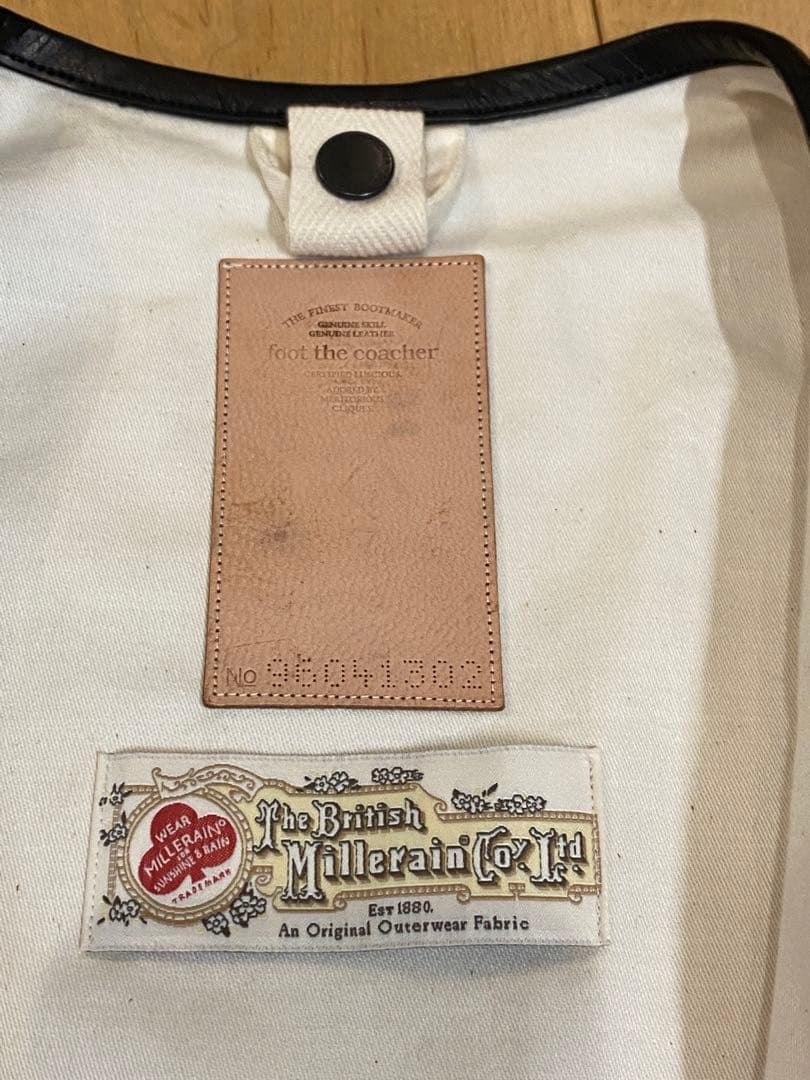 THE FINEST BOOTMAKER
GENUINE SKILL
GENUINE LEATHER
foot the coacher
CERTIFIED LUSCIOUS
ADORED BY
MERITORIOUS
CLIQUES
No 96041302
WEAR
MILLERAIN
FOR
SUNSHINE & RAIN
TRADEMARK
The British
Millerain Coy. Ltd
EST 1880.
An Original Outerwear Fabric